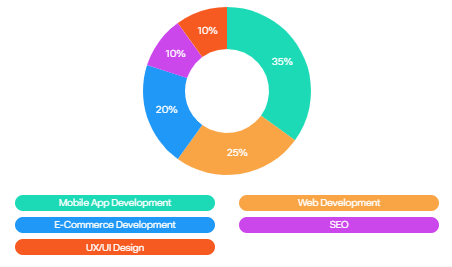 10%
35%
10%
20%
25%
Mobile App Development
Web Development
E-Commerce Development
SEO
UX/UI Design